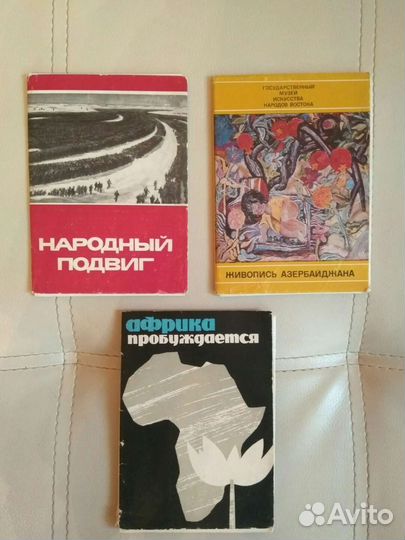 НАРОДНЫЙ
ПОДВИГ
ГОСУДАРСТВЕННЫЙ
МУЗЕЙ
ИСКУССТВА
НАРОДОВ ВОСТОКА
ЖИВОПИСЬ АЗЕРБАЙДЖАНА
африка
пробуждается
Avito